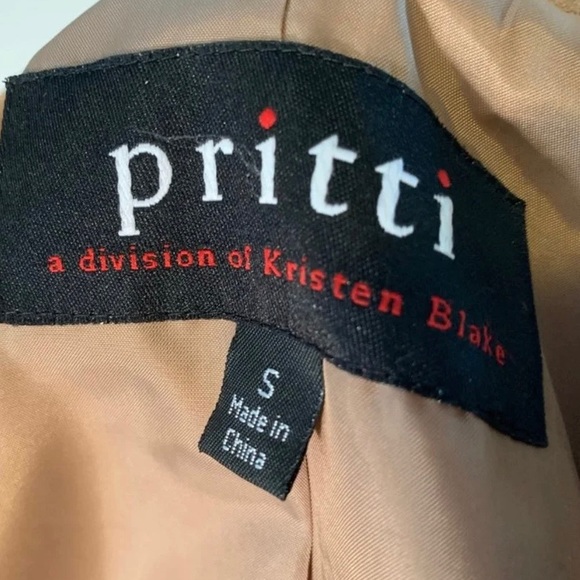 pritti
a division of Kristen Blake
S
Made in
China